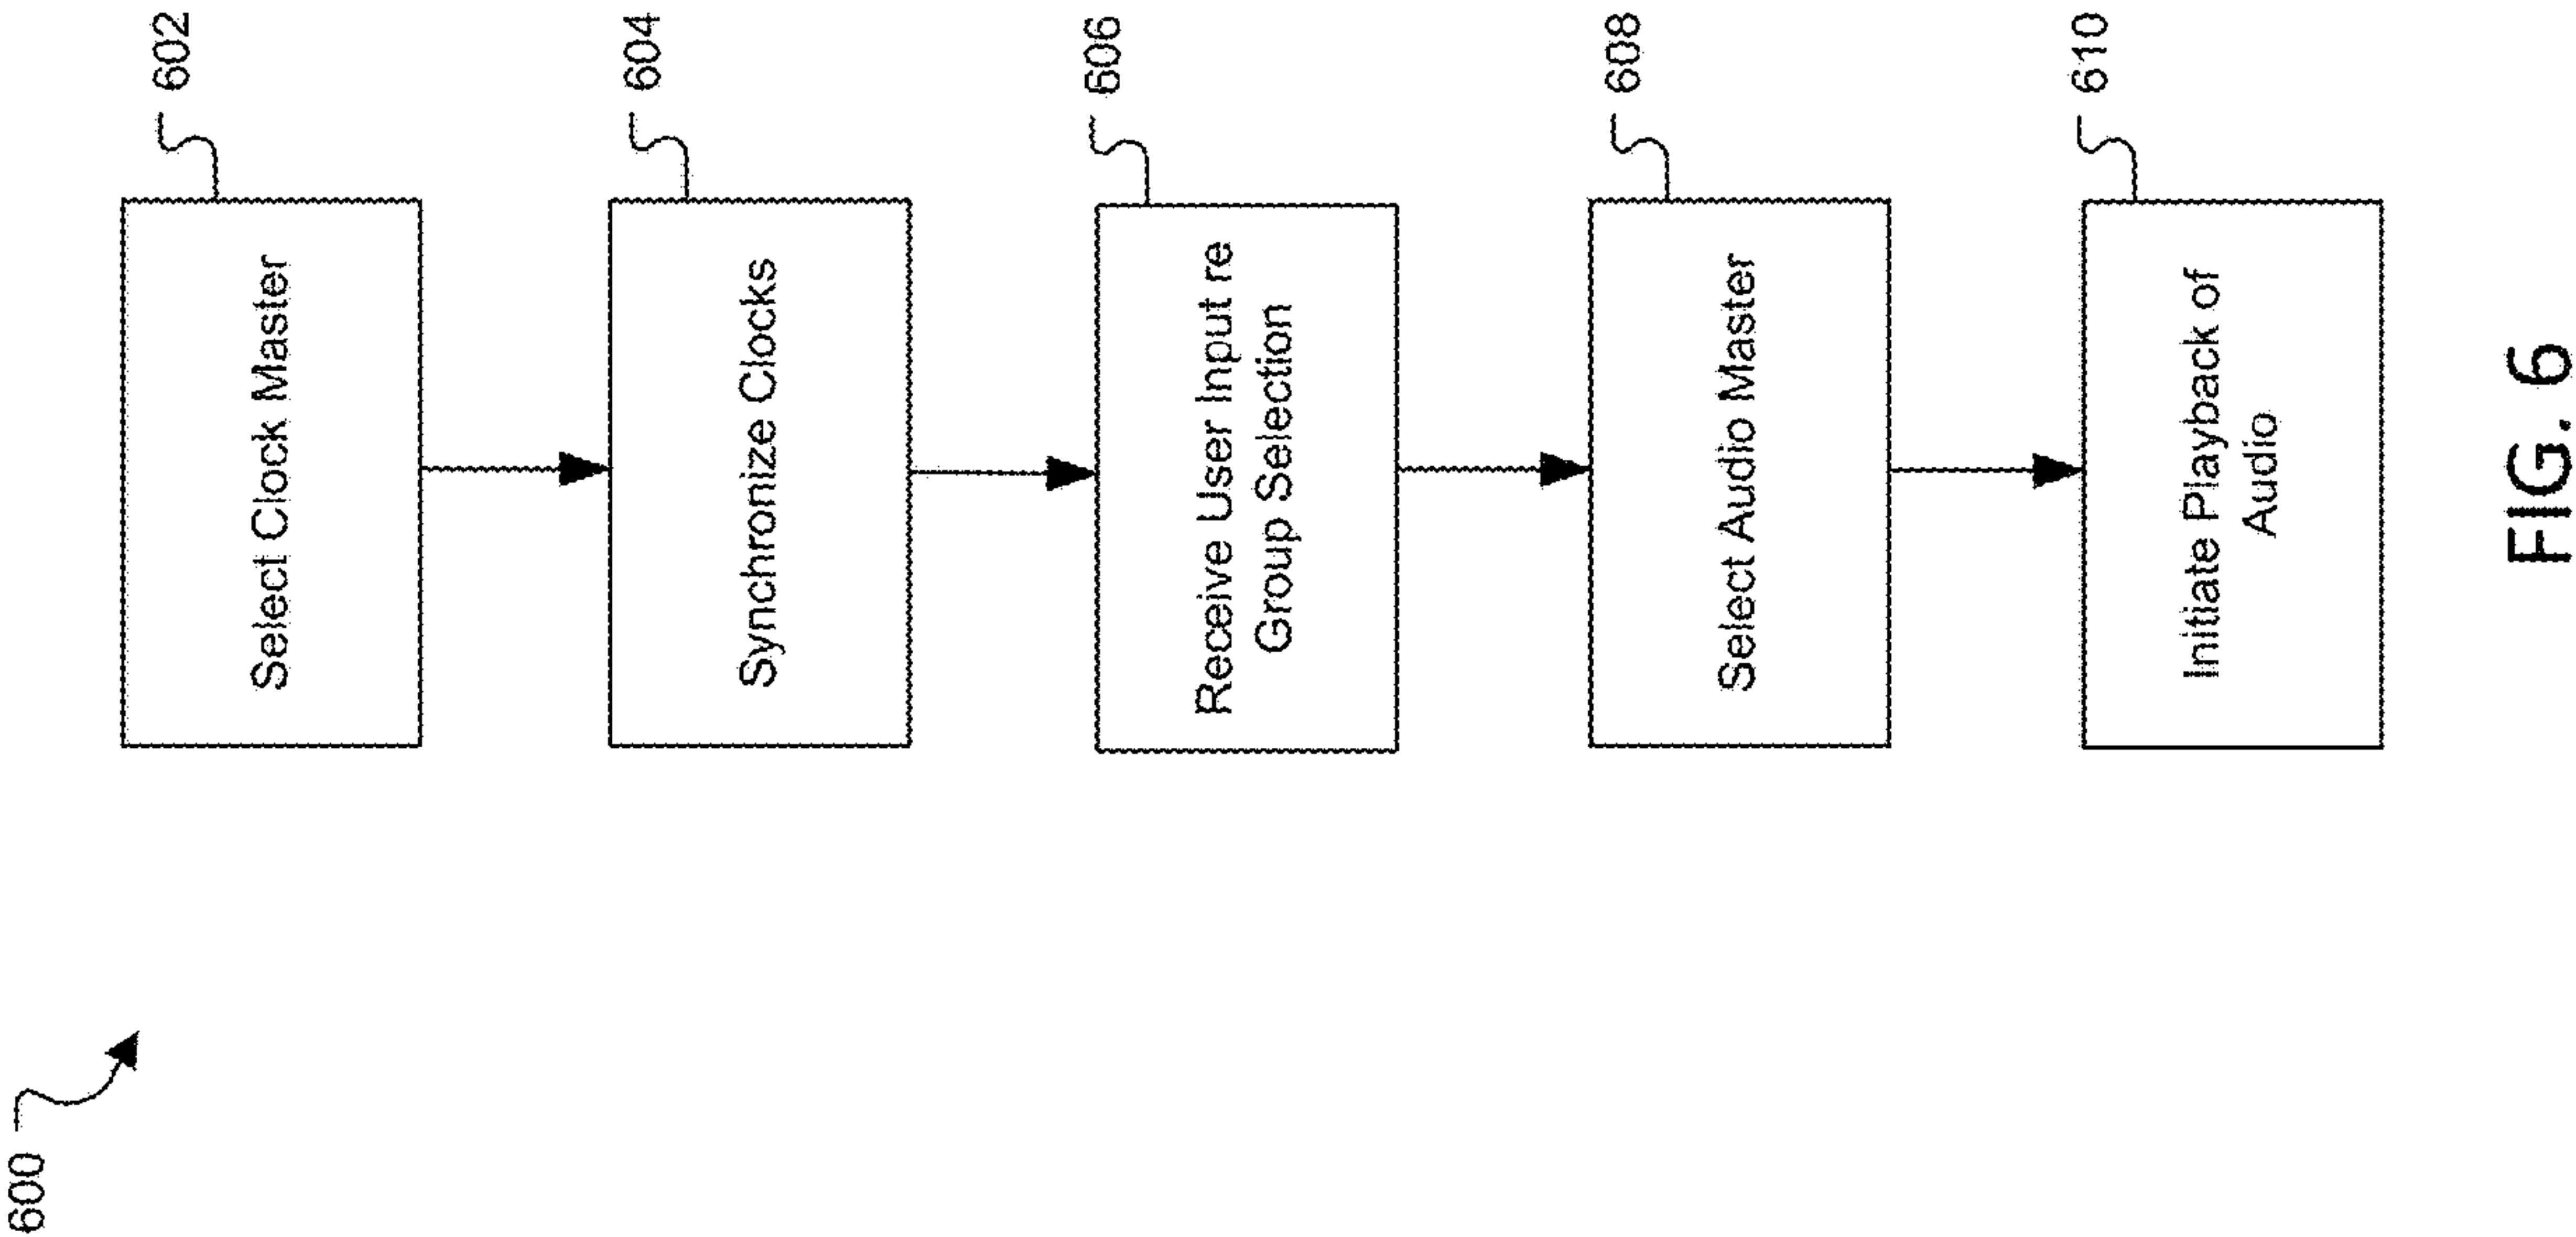 600
Select Clock Master
602
Synchronize Clocks
604
Receive User Input re
Group Selection
606
Select Audio Master
608
Initiate Playback of
Audio
610
FIG. 6